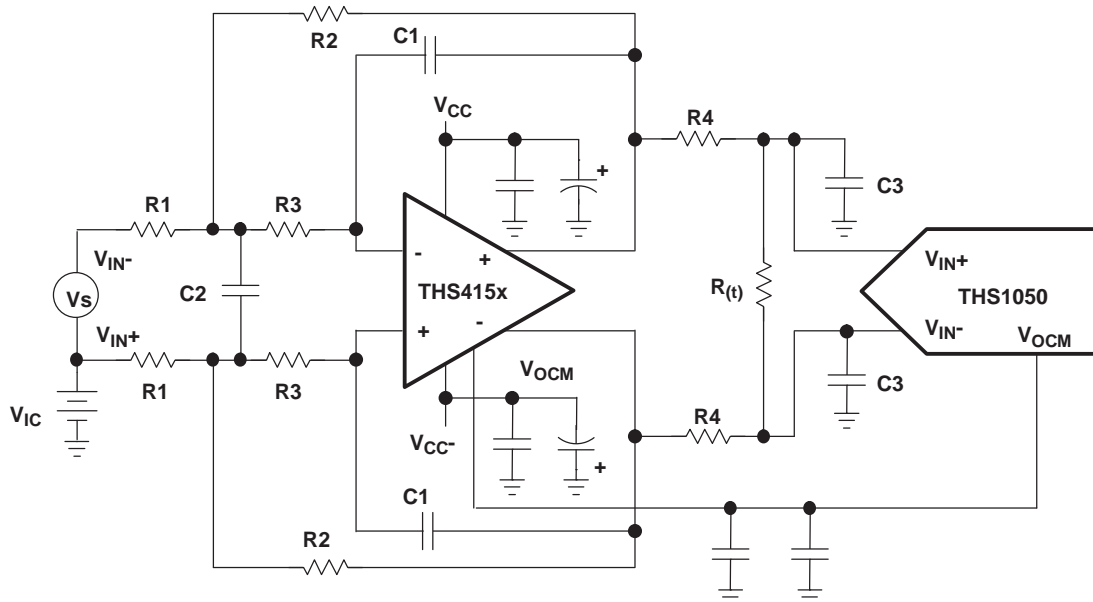 R2
C1
VCC
R4
+
C3
R1
R3
VIN-
-
+
VIN+
Vs
C2
THS415x
R(t)
THS1050
VIN+
+
-
VIN-
VOCM
R1
R3
VOCM
C3
VIC
R4
VCC-
+
C1
R2